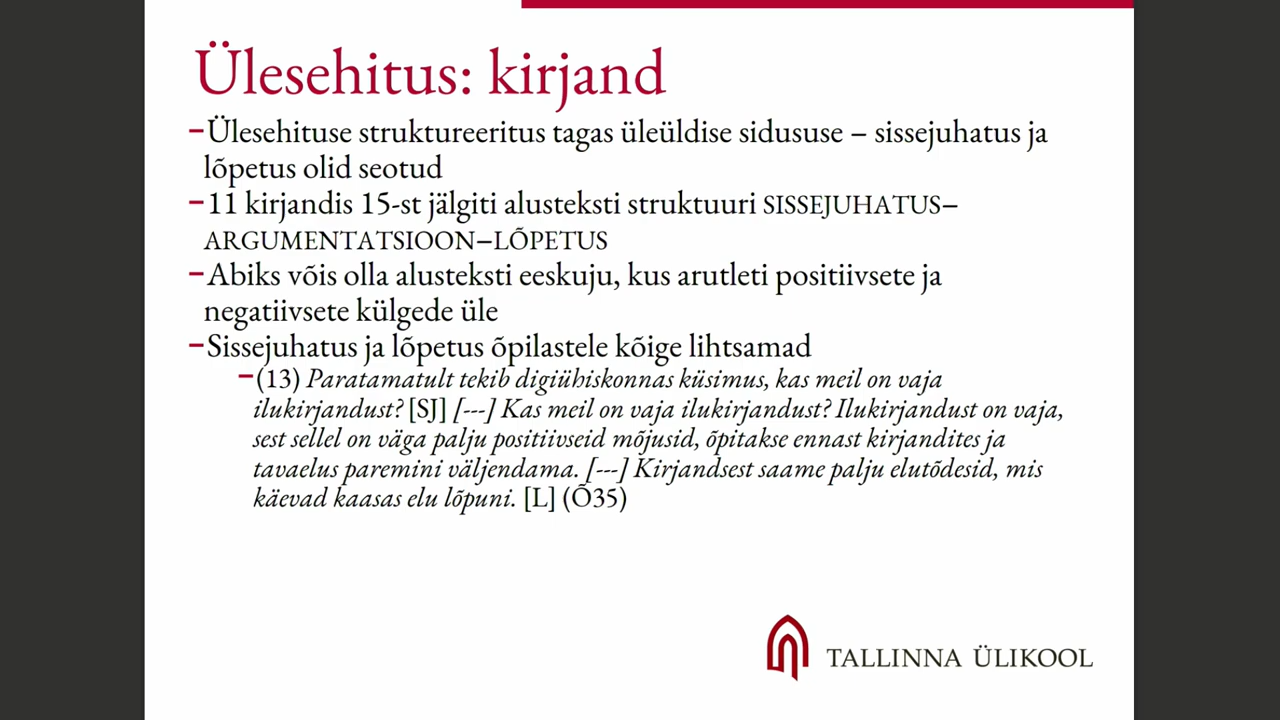 Ülesehitus: kirjand
–Ülesehituse struktureeritus tagas üleüldise sidususe – sissejuhatus ja
lõpetus olid seotud
–11 kirjandis 15-st jälgiti alusteksti struktuuri SISSEJUHATUS–
ARGUMENTATSIOON–LÕPETUS
–Abiks võis olla alusteksti eeskuju, kus arutleti positiivsete ja
negatiivsete külgede üle
–Sissejuhatus ja lõpetus õpilastele kõige lihtsamad
–(13) Paratamatult tekib digiühiskonnas küsimus, kas meil on vaja
ilukirjandust? [SJ] [---] Kas meil on vaja ilukirjandust? Ilukirjandust on vaja,
sest sellel on väga palju positiivseid mõjusid, õpitakse ennast kirjandites ja
tavaelus paremini väljendama. [---] Kirjandsest saame palju elutõdesid, mis
käevad kaasas elu lõpuni. [L] (Õ35)
TALLINNA ÜLIKOOL